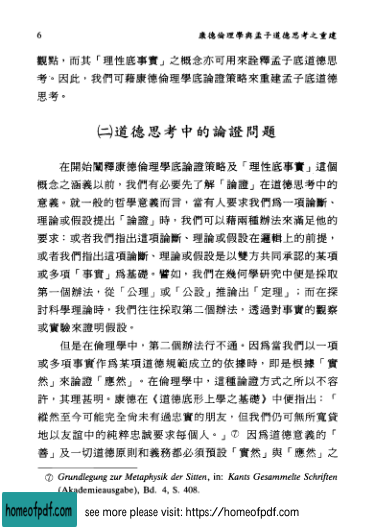 6 康德倫理學與孟子道德思考之重建
觀點，而其「理性底事實」之概念亦可用來詮釋孟子底道德思
考。因此，我們可藉康德倫理學底論證策略來重建孟子底道德
思考。
㈡道德思考中的論證問題
在開始闡釋康德倫理學底論證策略及「理性底事實」這個
概念之涵義以前，我們有必要先了解「論證」在道德思考中的
意義。就一般的哲學意義而言，當有人要求我們爲一項論斷、
理論或假設提出「論證」時，我們可以藉兩種辦法來滿足他的
要求：或者我們指出這項論斷、理論或假設在邏輯上的前提，
或者我們指出這項論斷、理論或假設是以雙方共同承認的某項
或多項「事實」爲基礎。譬如，我們在幾何學研究中便是採取
第一個辦法，從「公理」或「公設」推論出「定理」；而在探
討科學理論時，我們往往採取第二個辦法，透過對事實的觀察
或實驗來證明假設。
但是在倫理學中，第二個辦法行不通。因爲當我們以一項
或多項事實作爲某項道德規範成立的依據時，即是根據「實
然」來論證「應然」。在倫理學中，這種論證方式之所以不容
許，其理甚明。康德在《道德底形上學之基礎》中便指出：「
縱然至今可能完全尚未有過忠實的朋友，但我們仍可無所寬貸
地以友誼中的純粹忠誠要求每個人。」⑦ 因爲道德意義的「
善」及一切道德原則和義務都必須預設「實然」與「應然」之
⑦ Grundlegung zur Metaphysik der Sitten, in: Kants Gesammelte Schriften
(Akademieausgabe), Bd. 4, S. 408.
homeofpdf.com see more please visit: https://homeofpdf.com